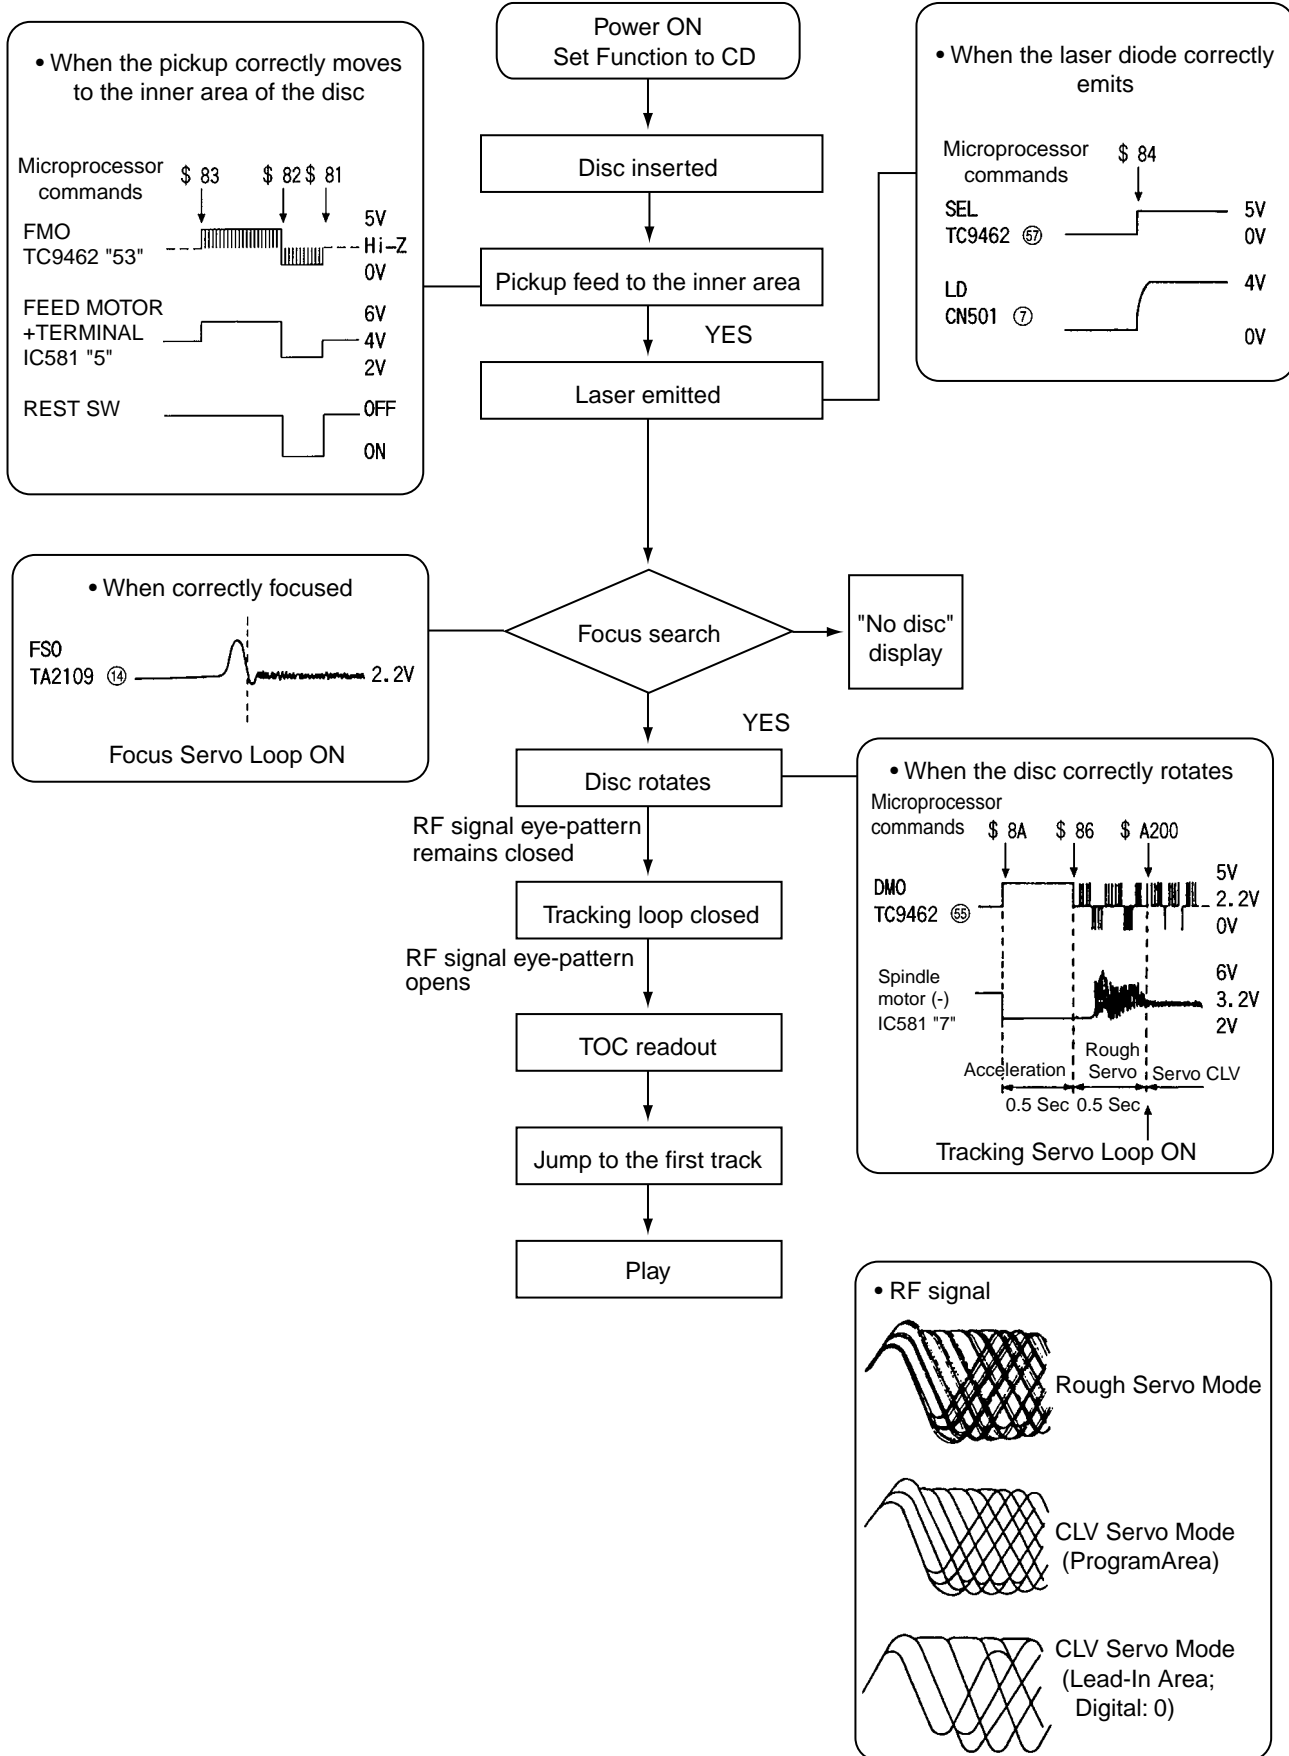 Power ON
Set Function to CD
• When the pickup correctly moves
to the inner area of the disc
Microprocessor
commands
$ 83
$ 82
$ 81
FMO
TC9462 "53"
5V
Hi-Z
0V
FEED MOTOR
+TERMINAL
IC581 "5"
6V
4V
2V
REST SW
OFF
ON
Disc inserted
Pickup feed to the inner area
YES
Laser emitted
• When the laser diode correctly
emits
Microprocessor
commands
$ 84
SEL
TC9462 57
5V
0V
LD
CN501 7
4V
0V
• When correctly focused
FSO
TA2109 14
2.2V
Focus Servo Loop ON
Focus search
"No disc"
display
YES
Disc rotates
RF signal eye-pattern
remains closed
Tracking loop closed
RF signal eye-pattern
opens
TOC readout
Jump to the first track
Play
• When the disc correctly rotates
Microprocessor
commands
$ 8A
$ 86
$ A200
DMO
TC9462 55
5V
2.2V
0V
Spindle
motor (-)
IC581 "7"
6V
3.2V
2V
Acceleration
Rough
Servo
Servo CLV
0.5 Sec
0.5 Sec
Tracking Servo Loop ON
• RF signal
Rough Servo Mode
CLV Servo Mode
(ProgramArea)
CLV Servo Mode
(Lead-In Area;
Digital: 0)